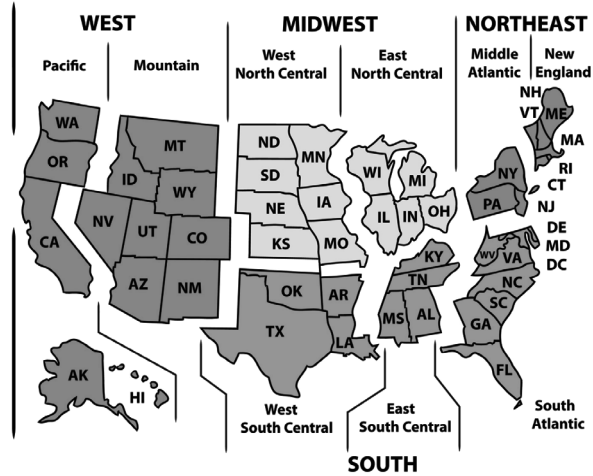 WEST
MIDWEST
NORTHEAST
Pacific
Mountain
West
North Central
East
North Central
Middle
Atlantic
New
England
WA
OR
CA
MT
ID
WY
NV
UT
CO
AZ
NM
AK
HI
ND
SD
NE
KS
MN
IA
MO
WI
MI
IL
IN
OH
NH
VT
ME
MA
RI
CT
NY
PA
NJ
DE
MD
DC
WV
VA
NC
SC
GA
FL
KY
TN
MS
AL
OK
TX
AR
LA
West
South Central
East
South Central
South
Atlantic
SOUTH